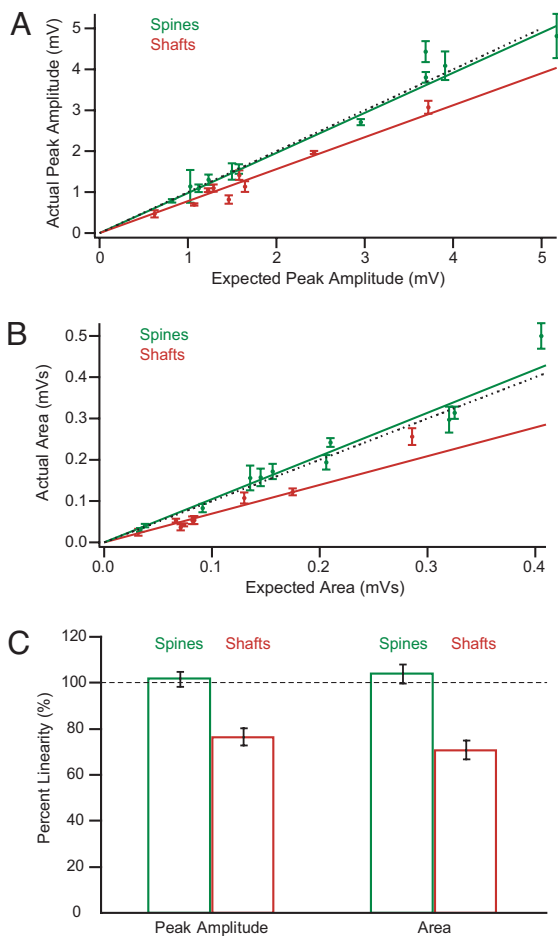 A
Spines
Shafts
Actual Peak Amplitude (mV)
5
4
3
2
1
0
0 1 2 3 4 5
Expected Peak Amplitude (mV)
B
Spines
Shafts
Actual Area (mVs)
0.5
0.4
0.3
0.2
0.1
0.0
0.0 0.1 0.2 0.3 0.4
Expected Area (mVs)
C
Spines Shafts Spines Shafts
Percent Linearity (%)
120
100
80
60
40
20
0
Peak Amplitude Area